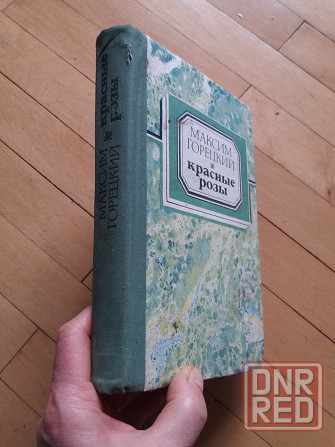 МАКСИМ
ГОРЕЦКИЙ
красные
розы
МАКСИМ
ГОРЕЦКИЙ
красные
розы
DNR
RED